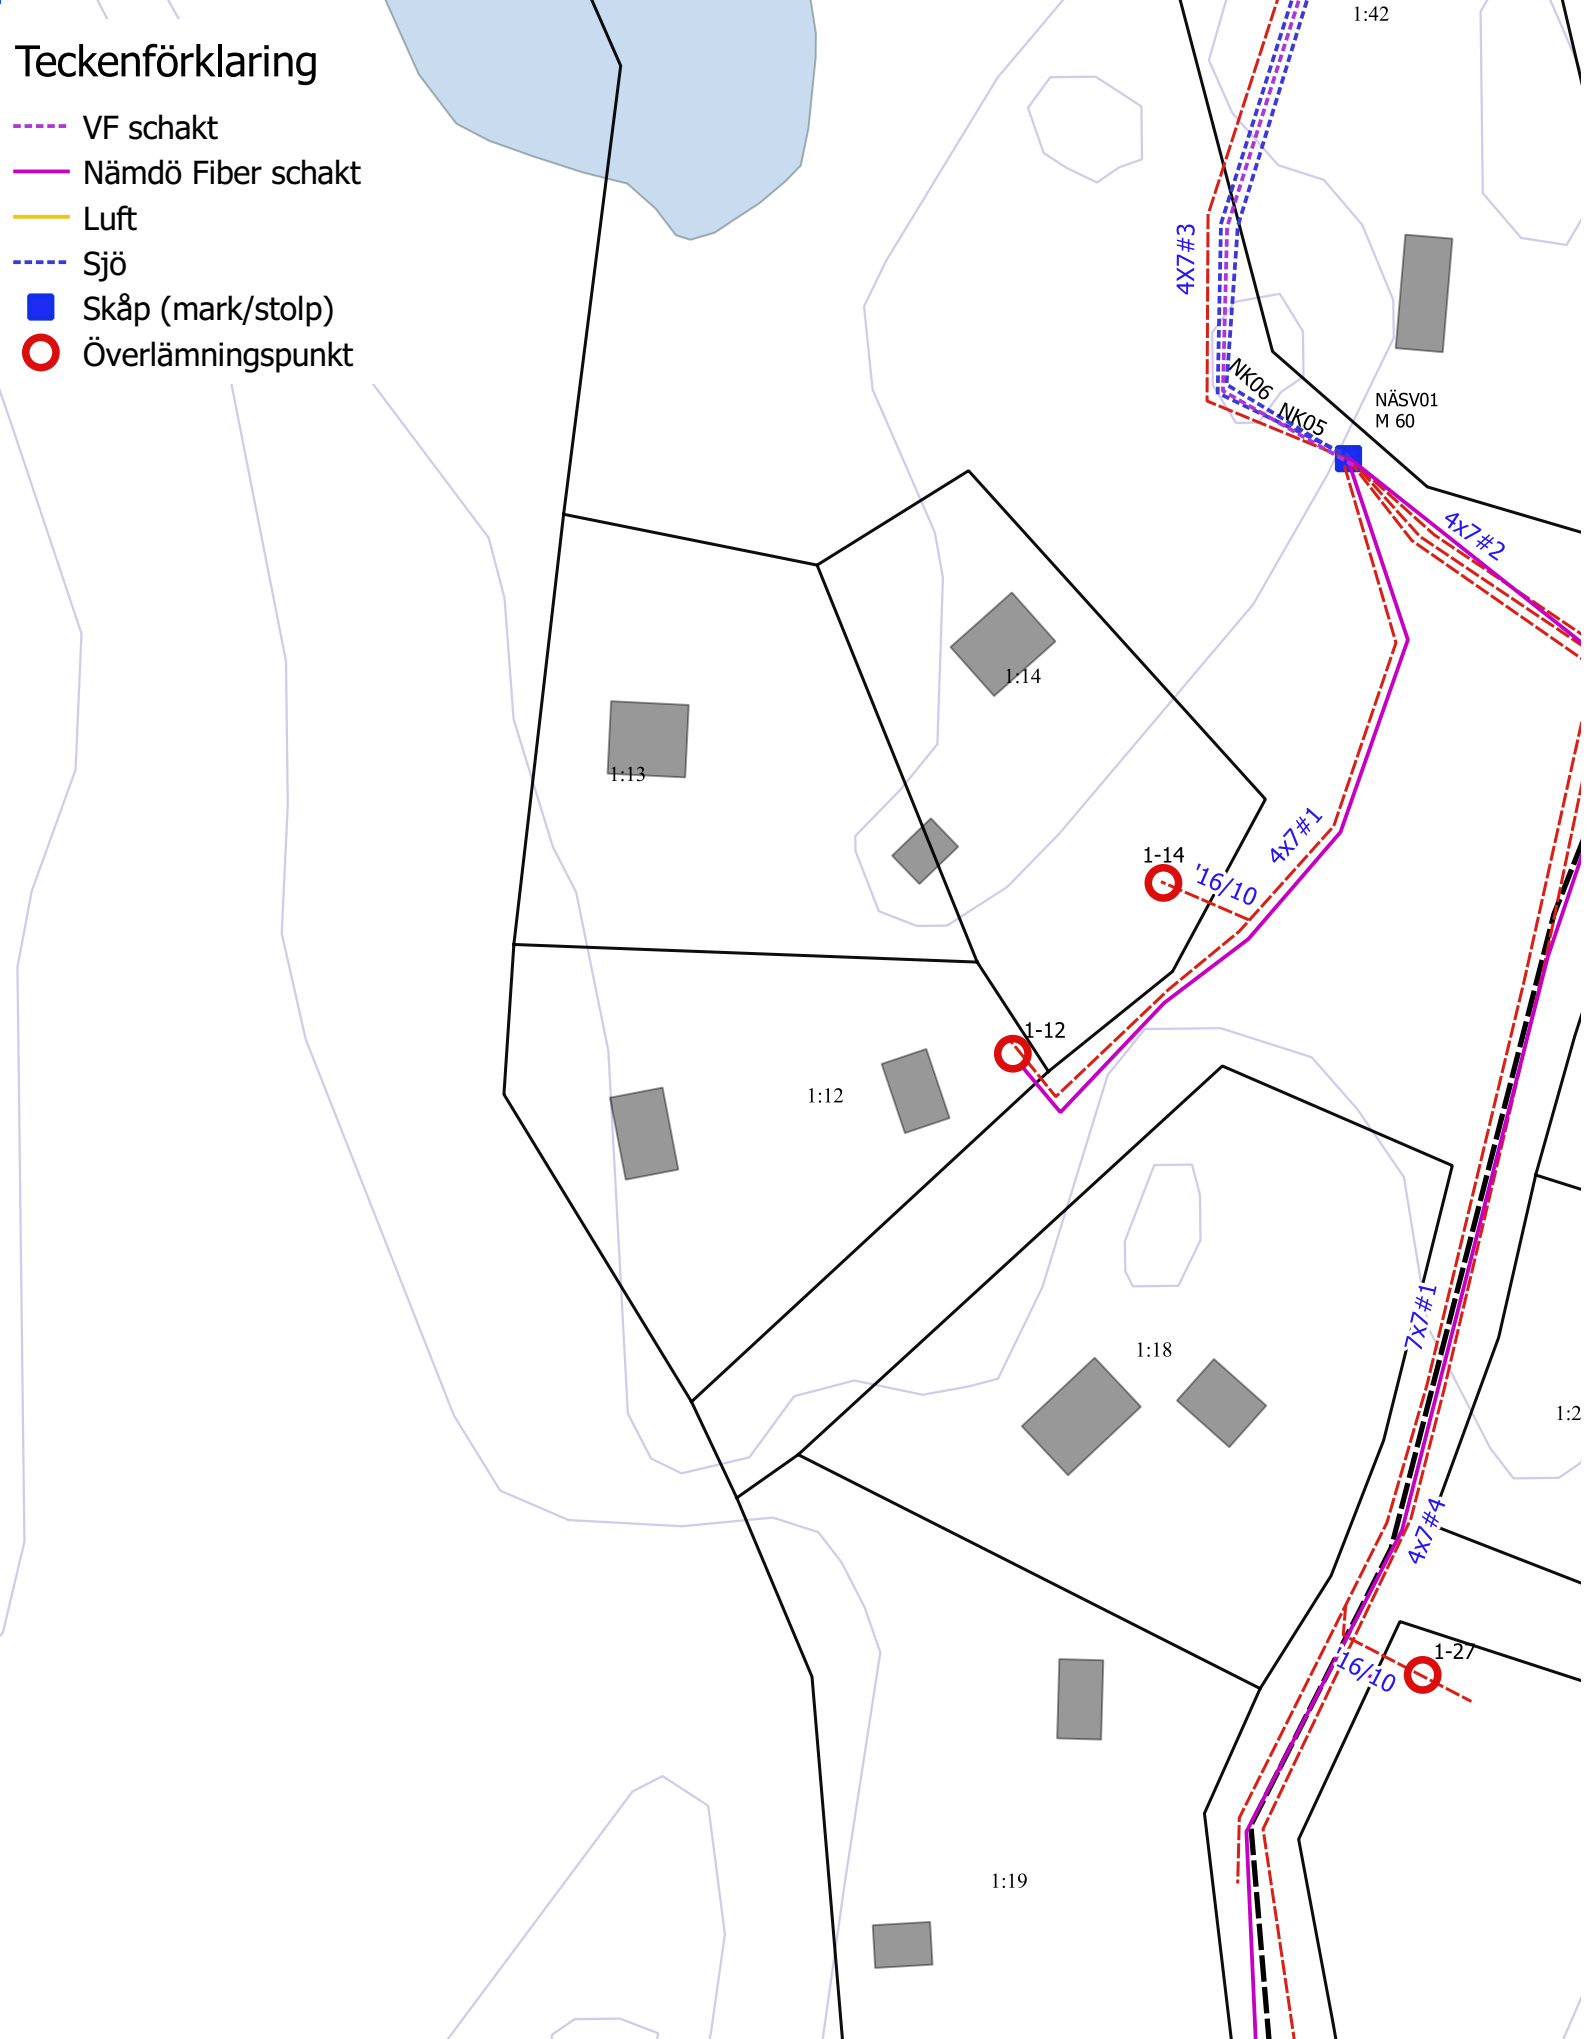 1:42
Teckenförklaring
VF schakt
Nämdö Fiber schakt
Luft
Sjö
Skåp (mark/stolp)
Överlämningspunkt
4X7#3
NK06
NK05
NÄSV01
M 60
4x7#2
1:14
1:13
4x7#1
1-14
'16/10
1-12
1:12
7x7#1
1:18
1:2
4x7#4
1-27
'16/10
1:19